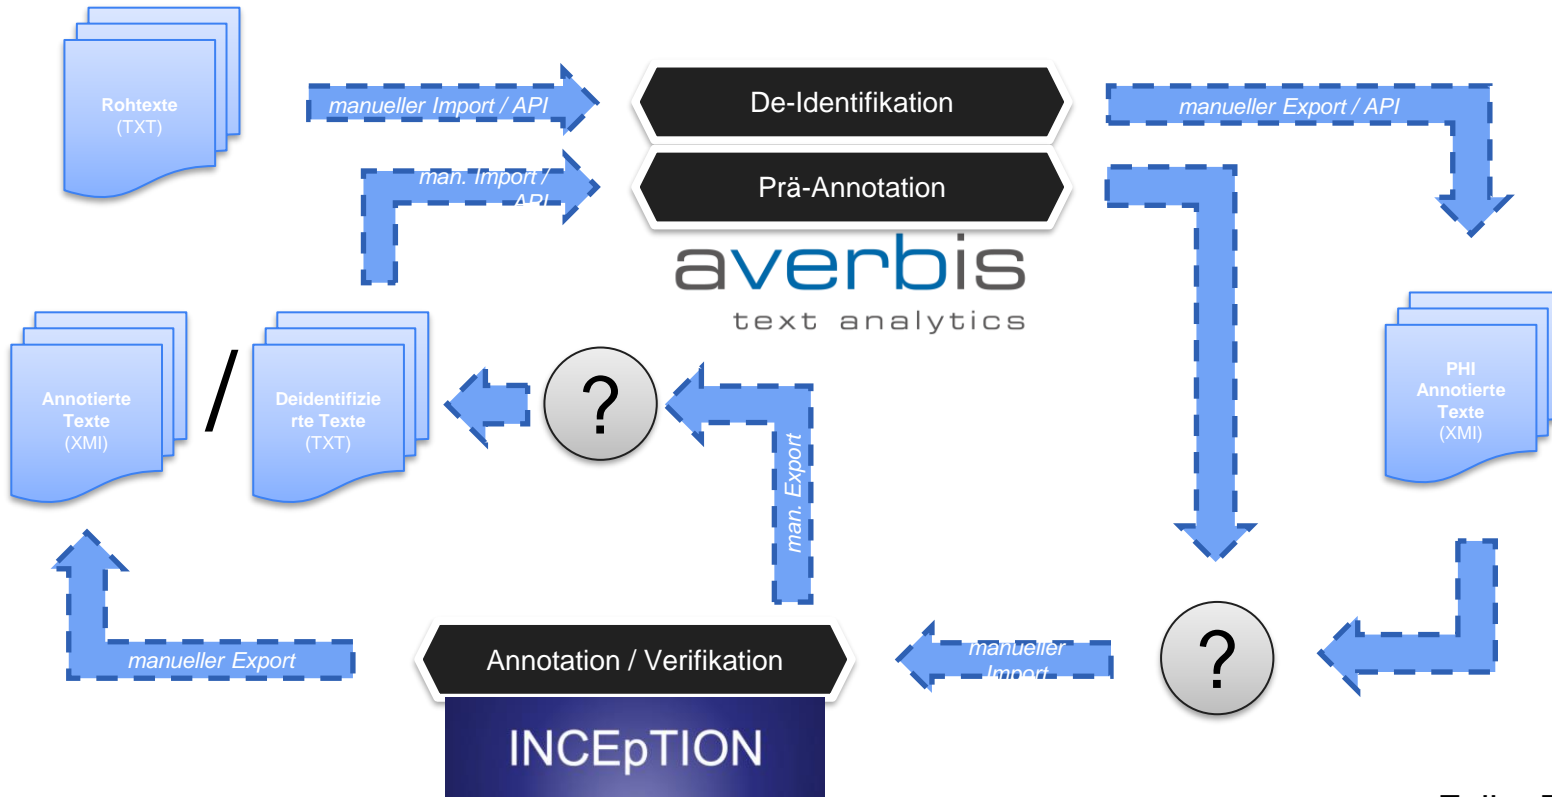 Rohtexte
(TXT)
manueller Import / API
De-Identifikation
manueller Export / API
man. Import /
API
Prä-Annotation
averbis
text analytics
Annotierte
Texte
(XMI)
/
Deidentifizie
rte Texte
(TXT)
?
man. Export
PHI
Annotierte
Texte
(XMI)
manueller Export
Annotation / Verifikation
manueller
Import
?
INCEpTION